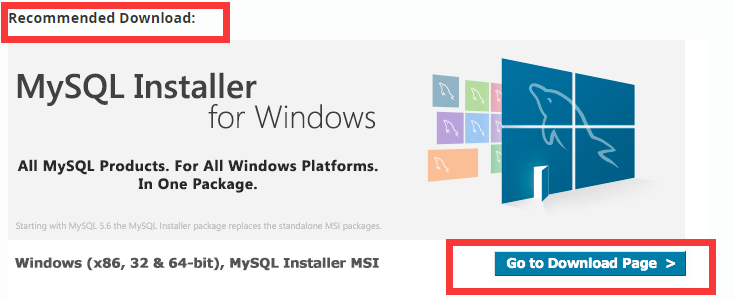 Recommended Download:
MySQL Installer
for Windows
All MySQL Products. For All Windows Platforms.
In One Package.
Starting with MySQL 5.6 the MySQL Installer package replaces the standalone MSI packages.
Windows (x86, 32 & 64-bit), MySQL Installer MSI
Go to Download Page >